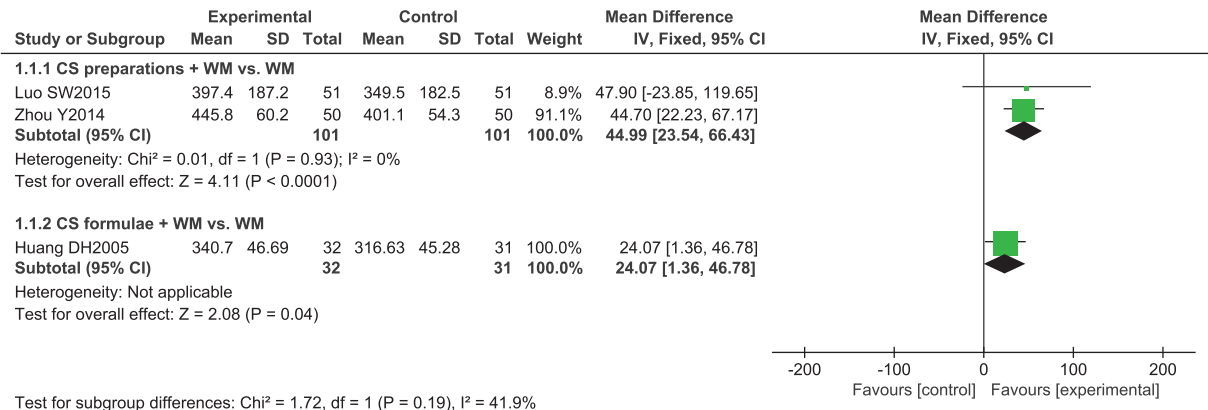 Experimental Control Mean Difference Mean Difference
Study or Subgroup Mean SD Total Mean SD Total Weight IV, Fixed, 95% CI IV, Fixed, 95% CI
1.1.1 CS preparations + WM vs. WM
Luo SW2015 397.4 187.2 51 349.5 182.5 51 8.9% 47.90 [-23.85, 119.65]
Zhou Y2014 445.8 60.2 50 401.1 54.3 50 91.1% 44.70 [22.23, 67.17]
Subtotal (95% CI) 101 101 100.0% 44.99 [23.54, 66.43]
Heterogeneity: Chi² = 0.01, df = 1 (P = 0.93); I² = 0%
Test for overall effect: Z = 4.11 (P < 0.0001)
1.1.2 CS formulae + WM vs. WM
Huang DH2005 340.7 46.69 32 316.63 45.28 31 100.0% 24.07 [1.36, 46.78]
Subtotal (95% CI) 32 31 100.0% 24.07 [1.36, 46.78]
Heterogeneity: Not applicable
Test for overall effect: Z = 2.08 (P = 0.04)
-200 -100 0 100 200
Favours [control] Favours [experimental]
Test for subgroup differences: Chi² = 1.72, df = 1 (P = 0.19), I² = 41.9%